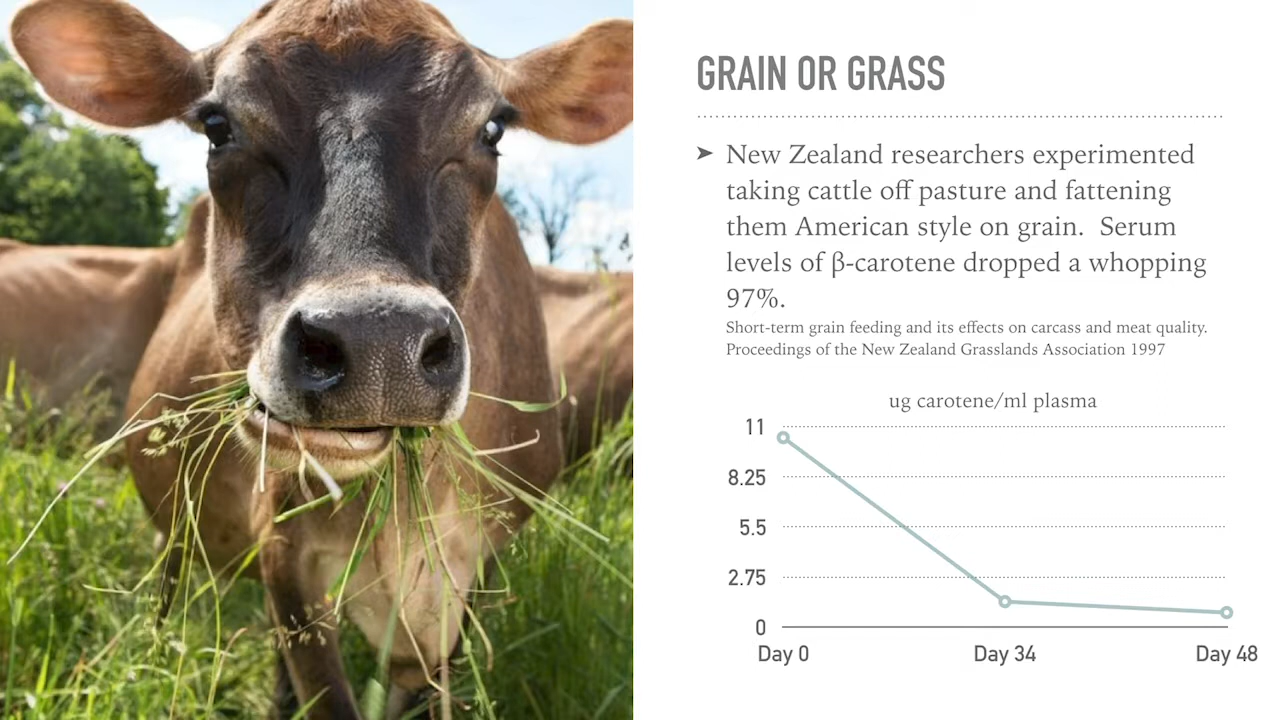 GRAIN OR GRASS
➤ New Zealand researchers experimented
taking cattle off pasture and fattening
them American style on grain.  Serum
levels of β-carotene dropped a whopping
97%.
Short-term grain feeding and its effects on carcass and meat quality.
Proceedings of the New Zealand Grasslands Association 1997
ug carotene/ml plasma
11
8.25
5.5
2.75
0
Day 0 Day 34 Day 48